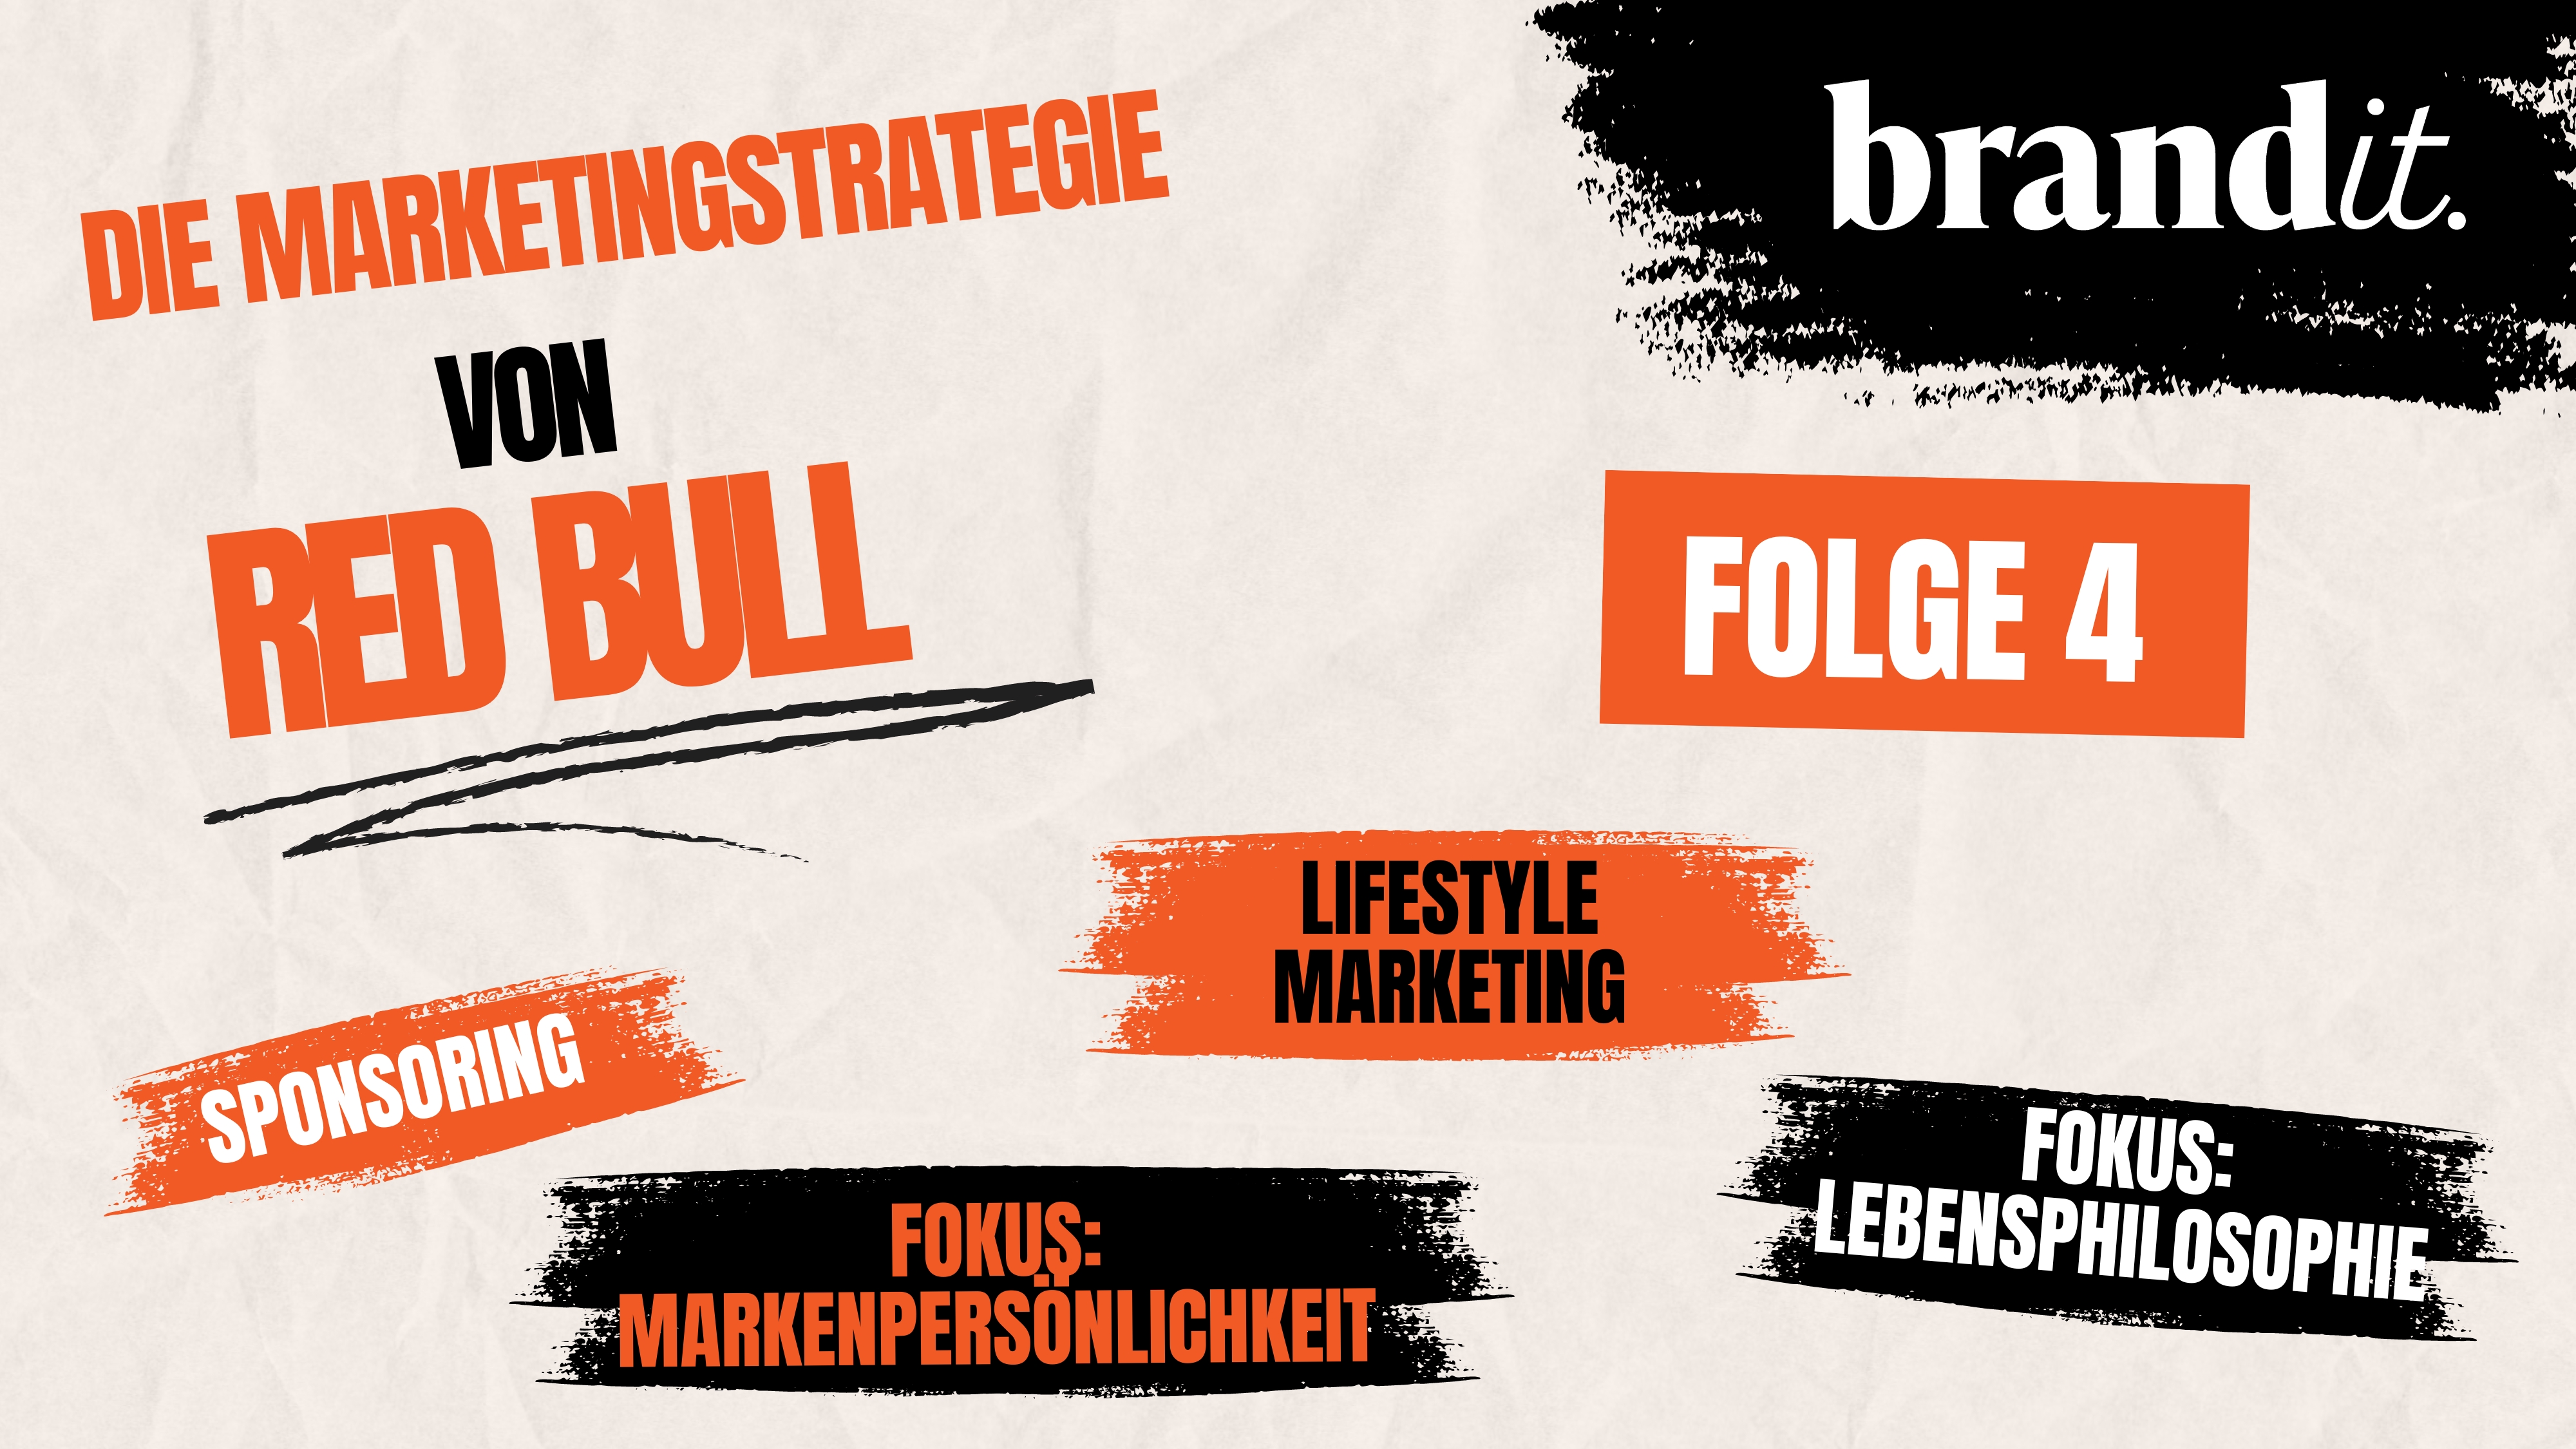 DIE MARKETINGSTRATEGIE
VON
RED BULL
brandit.
FOLGE 4
LIFESTYLE
MARKETING
SPONSORING
FOKUS:
MARKENPERSÖNLICHKEIT
FOKUS:
LEBENSPHILOSOPHIE